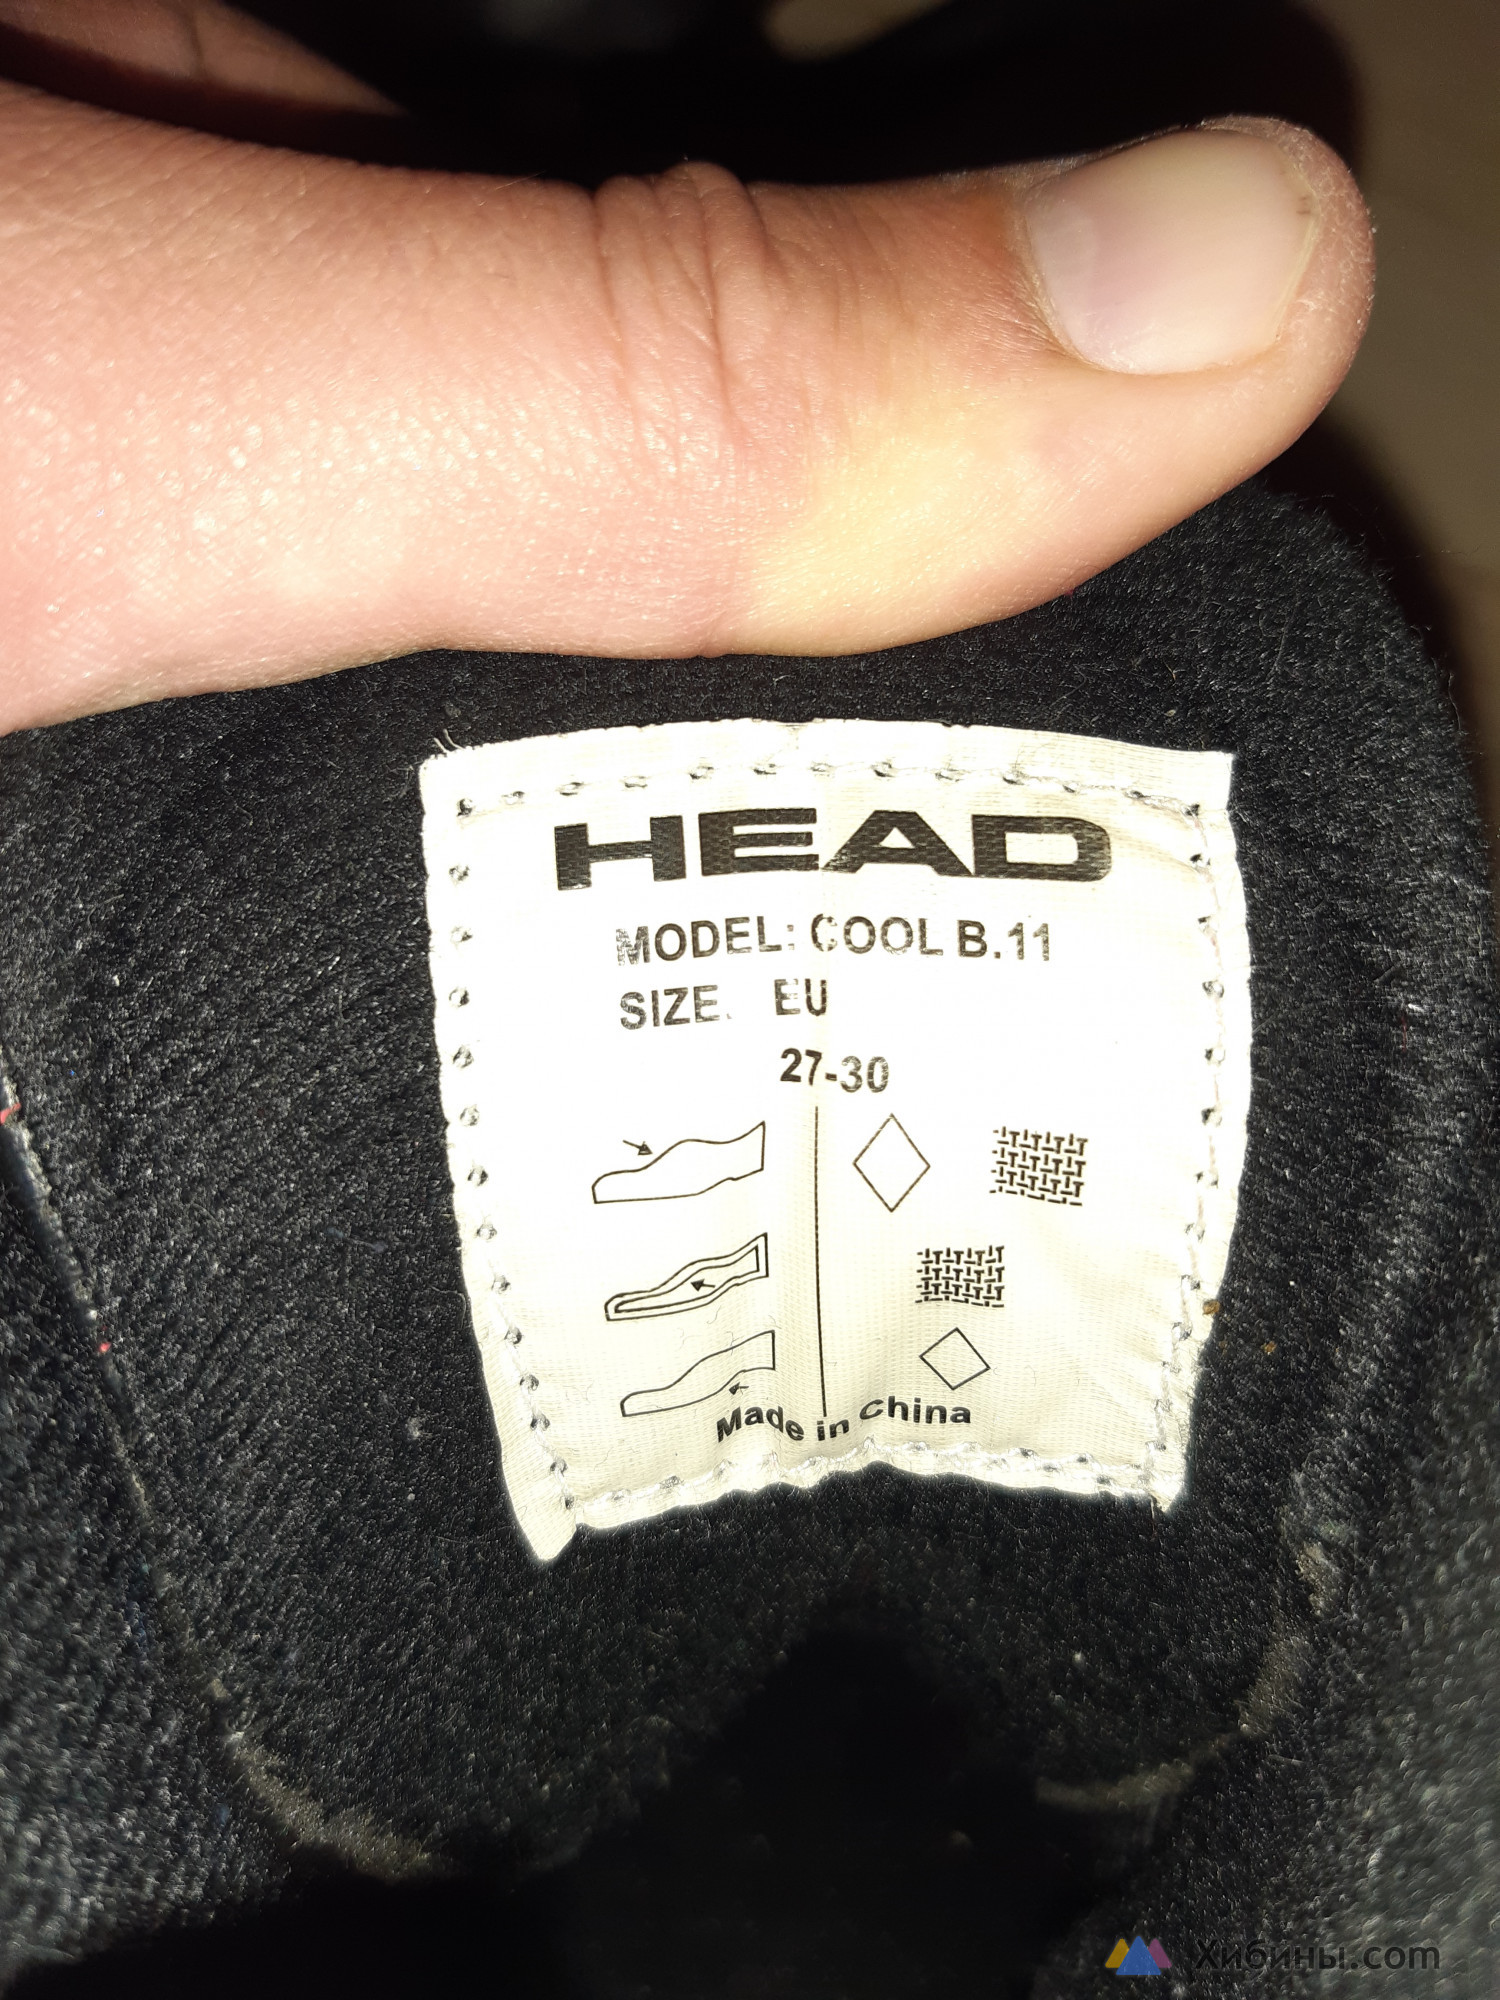 HEAD
MODEL: COOL B.11
SIZE. EU
27-30
Made in China
Хибины.com